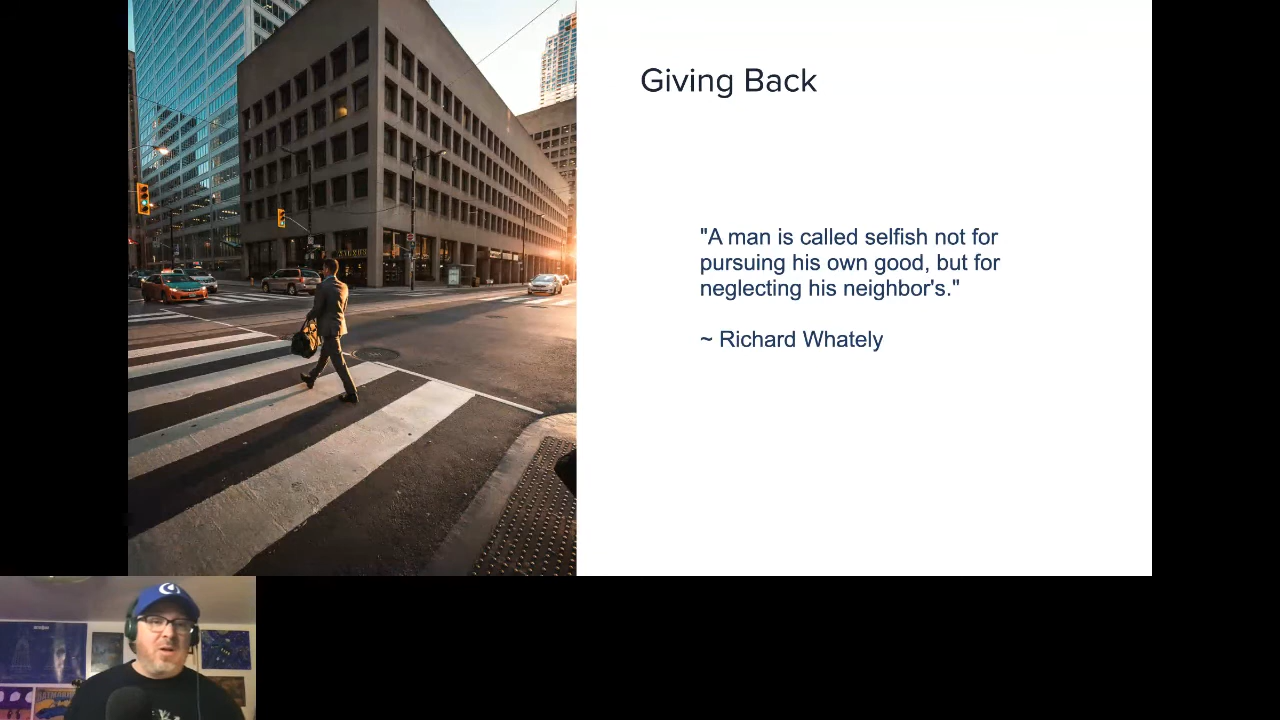 Giving Back
"A man is called selfish not for
pursuing his own good, but for
neglecting his neighbor's."
~ Richard Whately
BATMAN